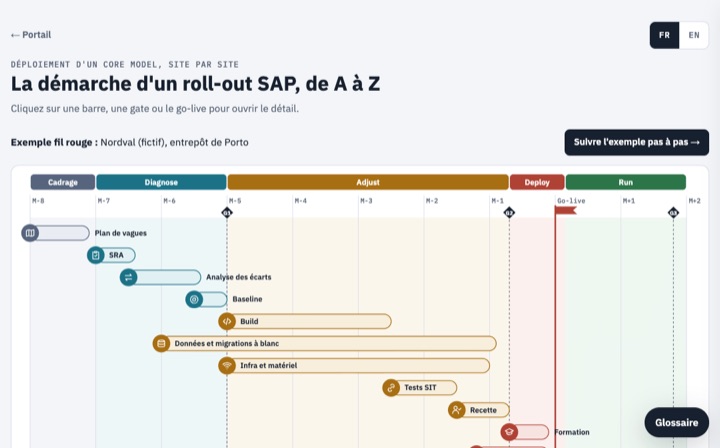 ← Portail
FR EN
DÉPLOIEMENT D'UN CORE MODEL, SITE PAR SITE
La démarche d'un roll-out SAP, de A à Z
Cliquez sur une barre, une gate ou le go-live pour ouvrir le détail.
Exemple fil rouge : Nordval (fictif), entrepôt de Porto
Suivre l'exemple pas à pas →
Cadrage Diagnose Adjust Deploy Run
M-8 M-7 M-6 M-5 M-4 M-3 M-2 M-1 Go-live M+1 M+2
Plan de vagues
SRA
Analyse des écarts
Baseline
Build
Données et migrations à blanc
Infra et matériel
Tests SIT
Recette
Formation
Glossaire